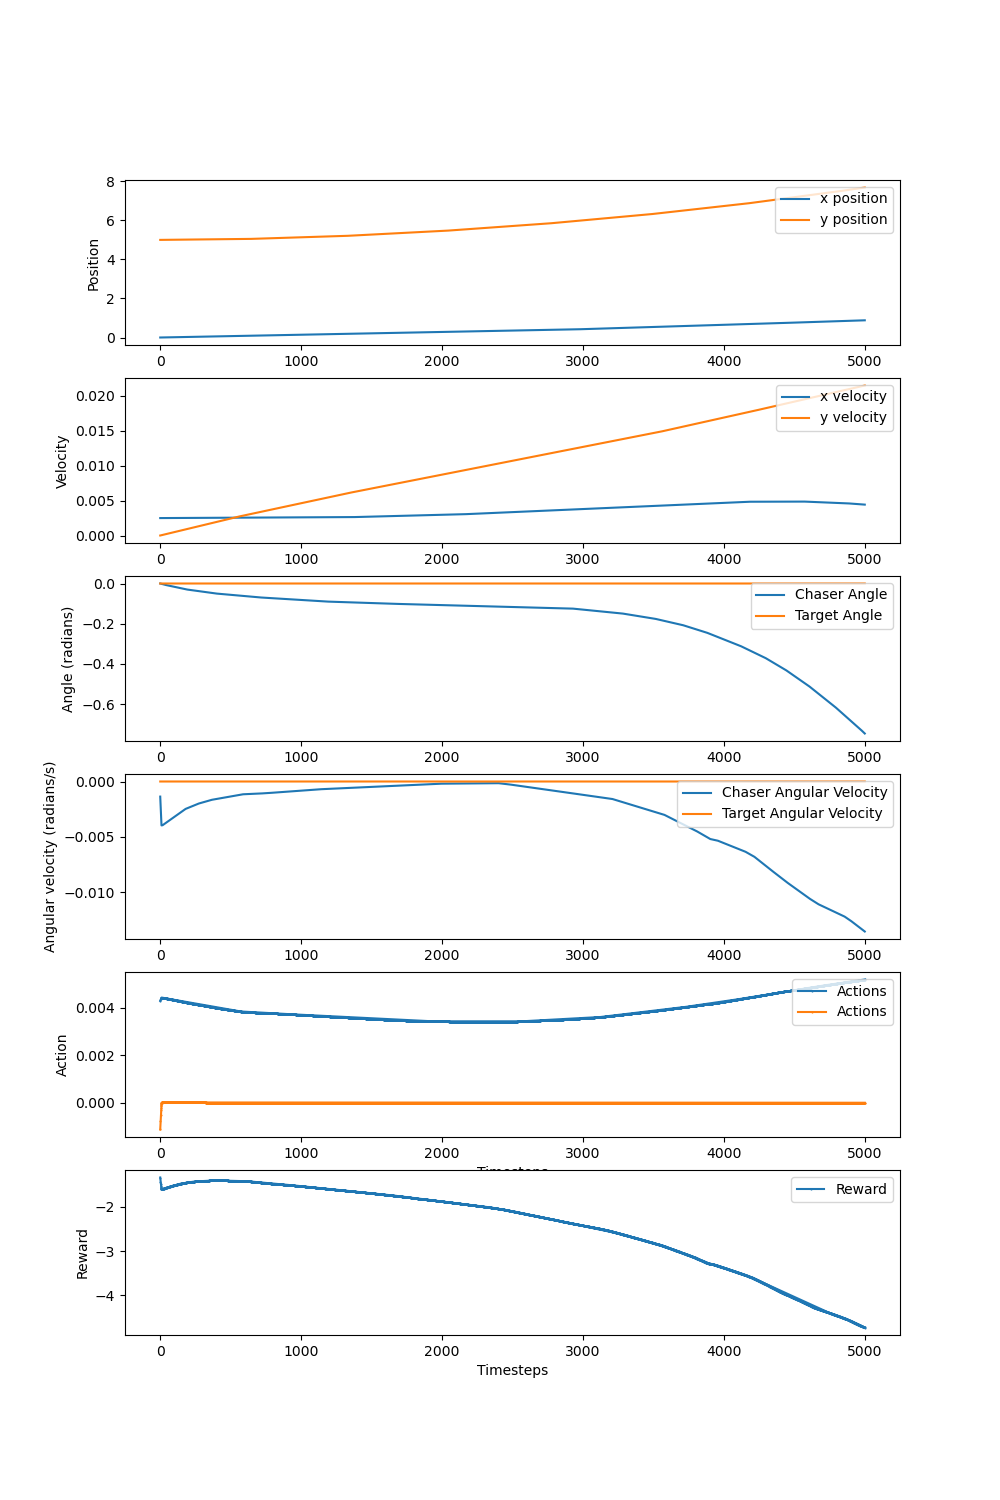 8
6
4
2
0
Position
x position
y position
0 1000 2000 3000 4000 5000
0.020
0.015
0.010
0.005
0.000
Velocity
x velocity
y velocity
0 1000 2000 3000 4000 5000
0.0
−0.2
−0.4
−0.6
Angle (radians)
Chaser Angle
Target Angle
0 1000 2000 3000 4000 5000
0.000
−0.005
−0.010
Angular velocity (radians/s)
Chaser Angular Velocity
Target Angular Velocity
0 1000 2000 3000 4000 5000
0.004
0.002
0.000
Action
Actions
Actions
0 1000 2000 3000 4000 5000
Timesteps
−2
−3
−4
Reward
Reward
0 1000 2000 3000 4000 5000
Timesteps